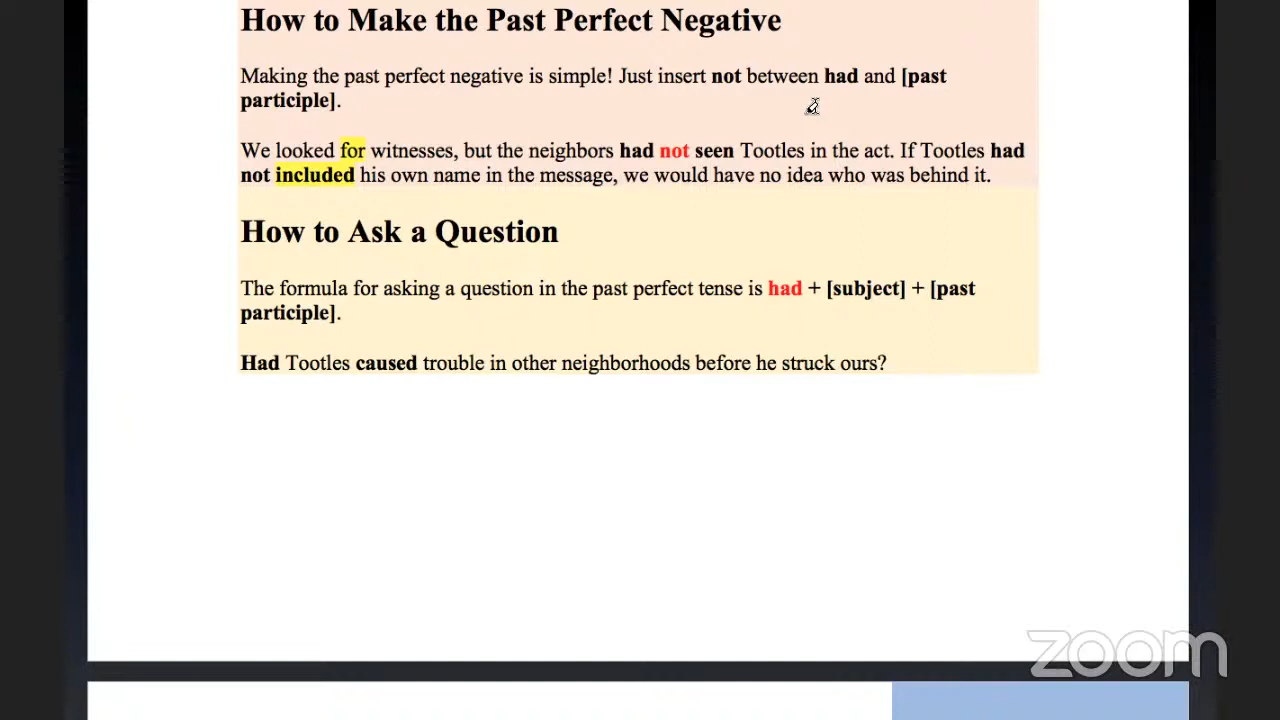 How to Make the Past Perfect Negative
Making the past perfect negative is simple! Just insert not between had and [past
participle].
We looked for witnesses, but the neighbors had not seen Tootles in the act. If Tootles had
not included his own name in the message, we would have no idea who was behind it.
How to Ask a Question
The formula for asking a question in the past perfect tense is had + [subject] + [past
participle].
Had Tootles caused trouble in other neighborhoods before he struck ours?
zoom